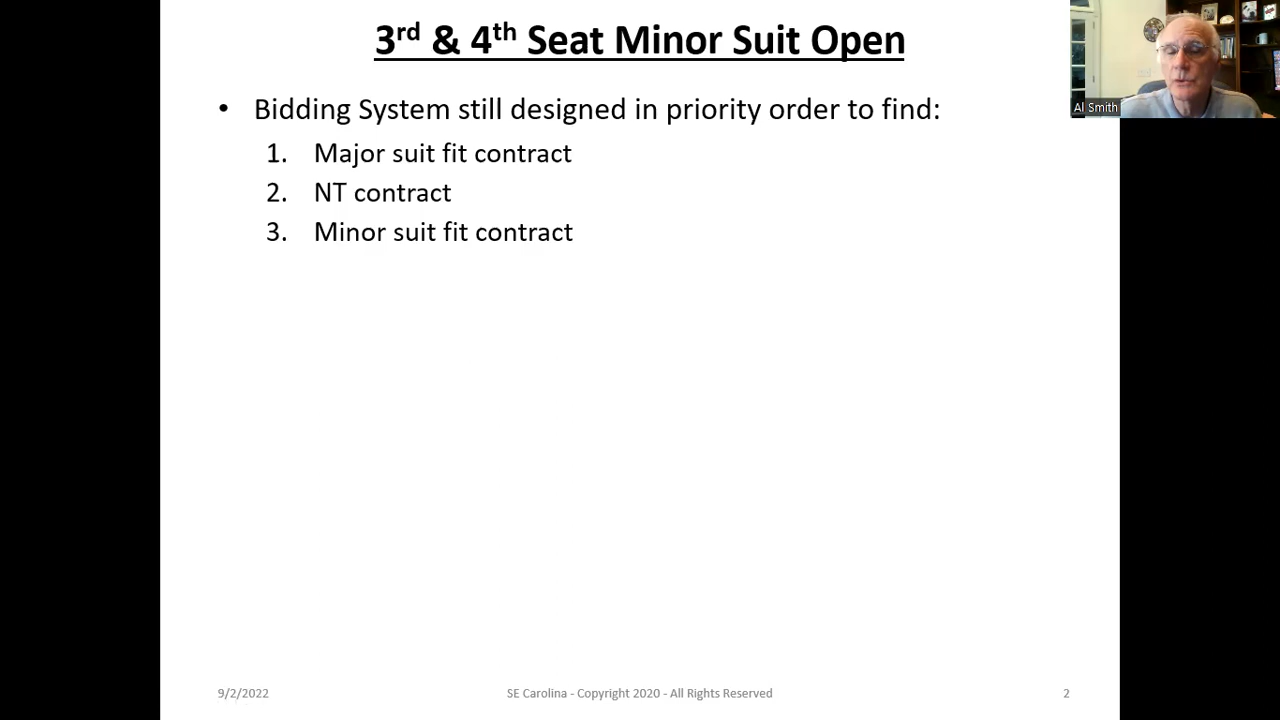 3rd & 4th Seat Minor Suit Open
Al Smith
• Bidding System still designed in priority order to find:
1. Major suit fit contract
2. NT contract
3. Minor suit fit contract
9/2/2022
SE Carolina - Copyright 2020 - All Rights Reserved
2